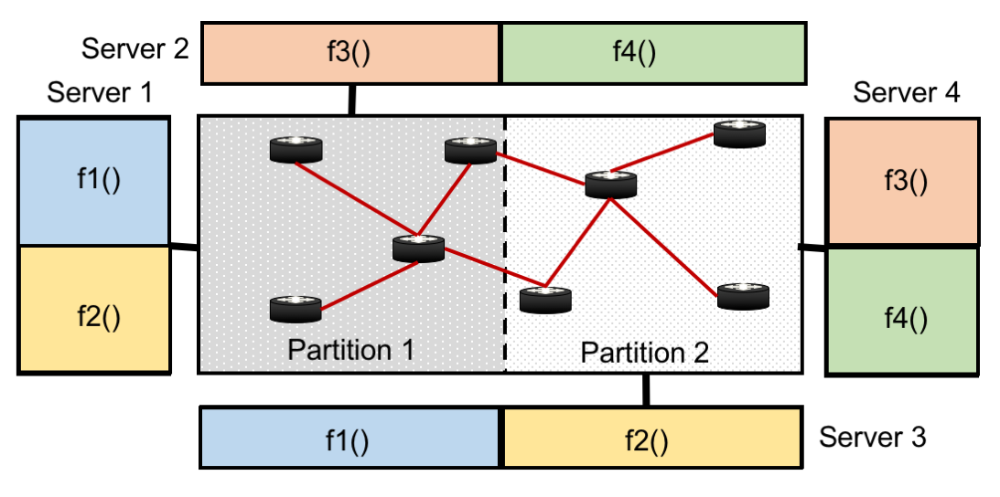 Server 2
f3()
f4()
Server 1
f1()
f2()
Server 4
f3()
f4()
Partition 1
Partition 2
f1()
f2()
Server 3